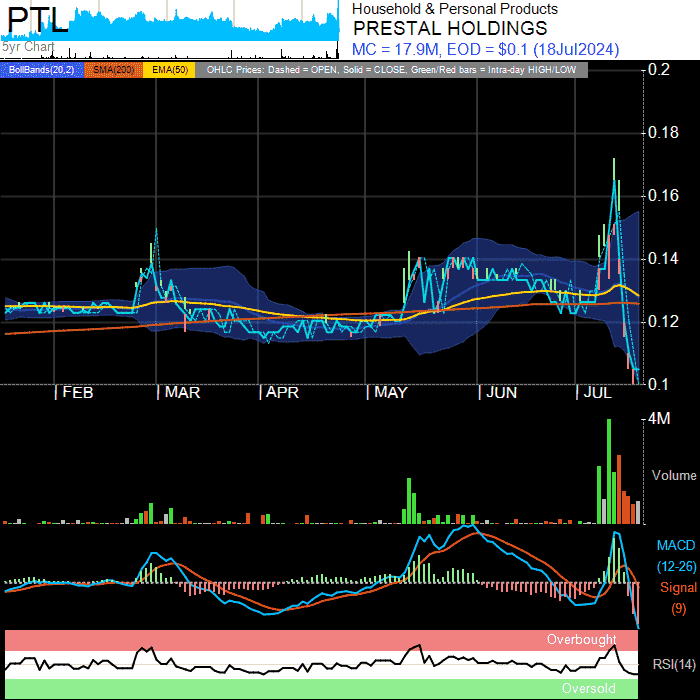 PTL
5yr Chart
Household & Personal Products
PRESTAL HOLDINGS
MC = 17.9M, EOD = $0.1 (18Jul2024)
BollBands(20,2) SMA(200) EMA(50) OHLC Prices: Dashed = OPEN, Solid = CLOSE, Green/Red bars = Intra-day HIGH/LOW
0.2
0.18
0.16
0.14
0.12
0.1
FEB MAR APR MAY JUN JUL
4M
Volume
MACD
(12-26)
Signal
(9)
Overbought
RSI(14)
Oversold